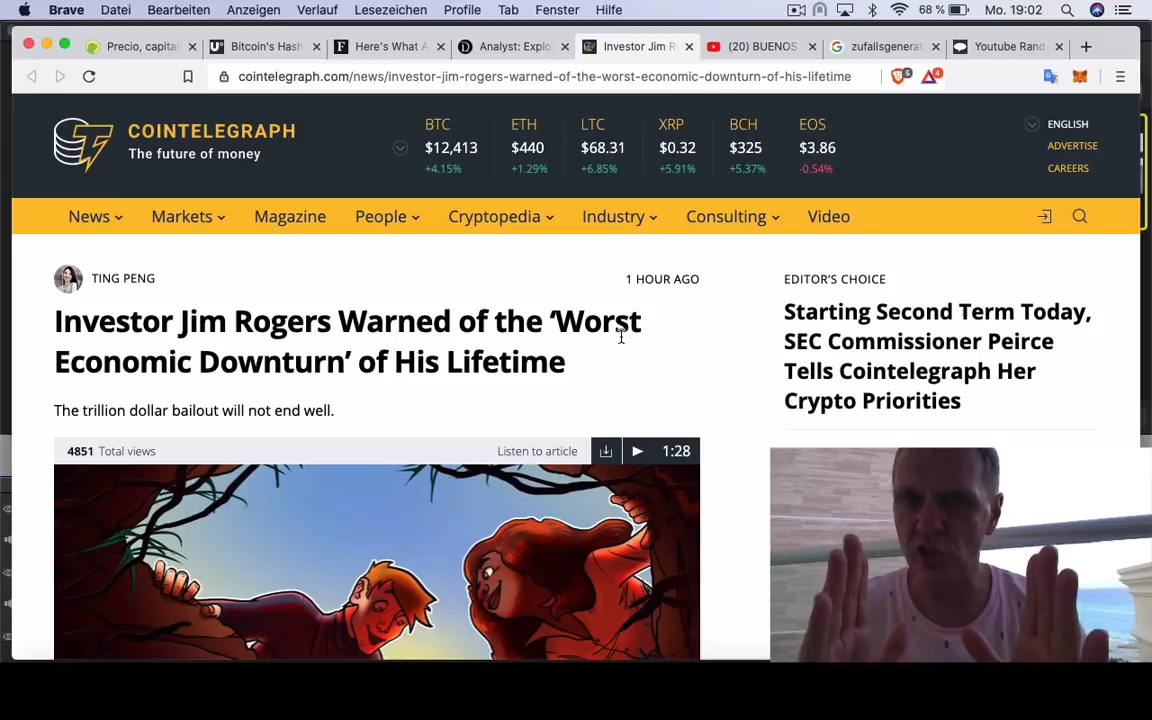 Brave Datei Bearbeiten Anzeigen Verlauf Lesezeichen Profile Tab Fenster Hilfe 68 % Mo. 19:02
Precio, capita Bitcoin's Hash Here's What A Analyst: Explo Investor Jim R (20) BUENOS zufallsgenerat Youtube Rand
cointelegraph.com/news/investor-jim-rogers-warned-of-the-worst-economic-downturn-of-his-lifetime 5 4
COINTELEGRAPH
The future of money
BTC ETH LTC XRP BCH EOS
$12,413 $440 $68.31 $0.32 $325 $3.86
+4.15% +1.29% +6.85% +5.91% +5.37% -0.54%
ENGLISH
ADVERTISE
CAREERS
News Markets Magazine People Cryptopedia Industry Consulting Video
TING PENG 1 HOUR AGO
Investor Jim Rogers Warned of the ‘Worst
Economic Downturn’ of His Lifetime
The trillion dollar bailout will not end well.
4851 Total views Listen to article 1:28
EDITOR’S CHOICE
Starting Second Term Today,
SEC Commissioner Peirce
Tells Cointelegraph Her
Crypto Priorities